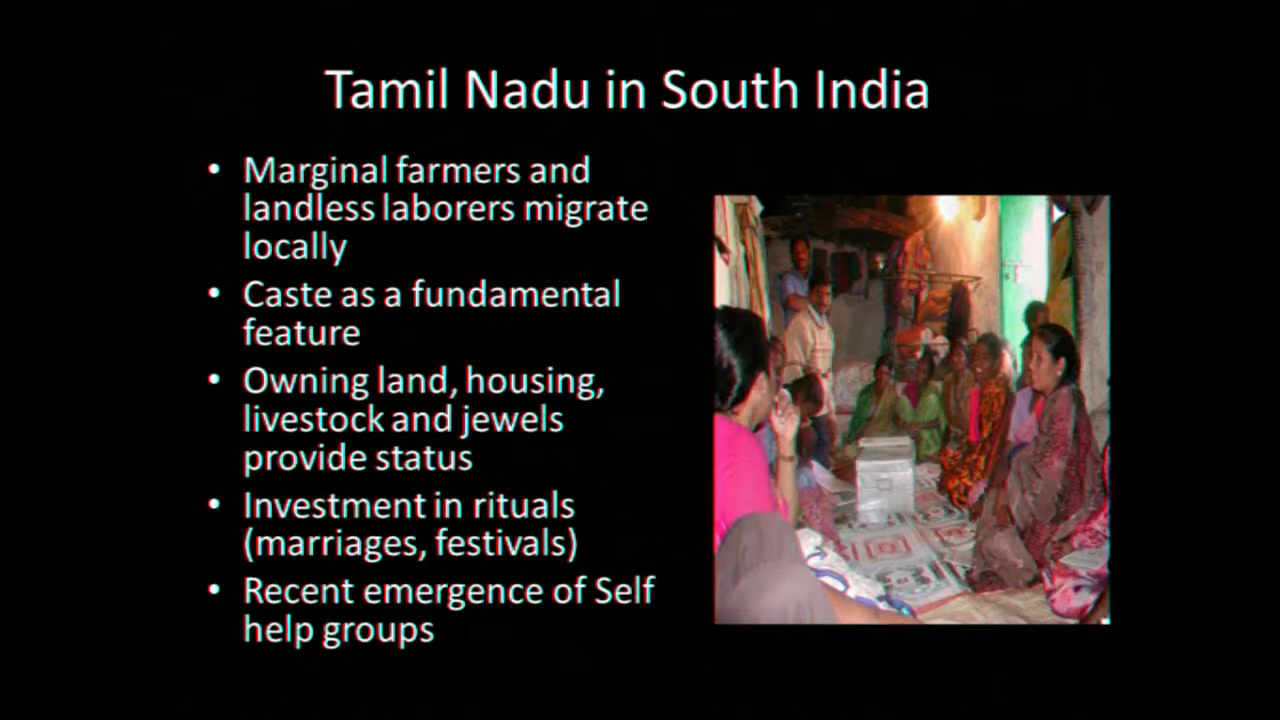 Tamil Nadu in South India
• Marginal farmers and
landless laborers migrate
locally
• Caste as a fundamental
feature
• Owning land, housing,
livestock and jewels
provide status
• Investment in rituals
(marriages, festivals)
• Recent emergence of Self
help groups